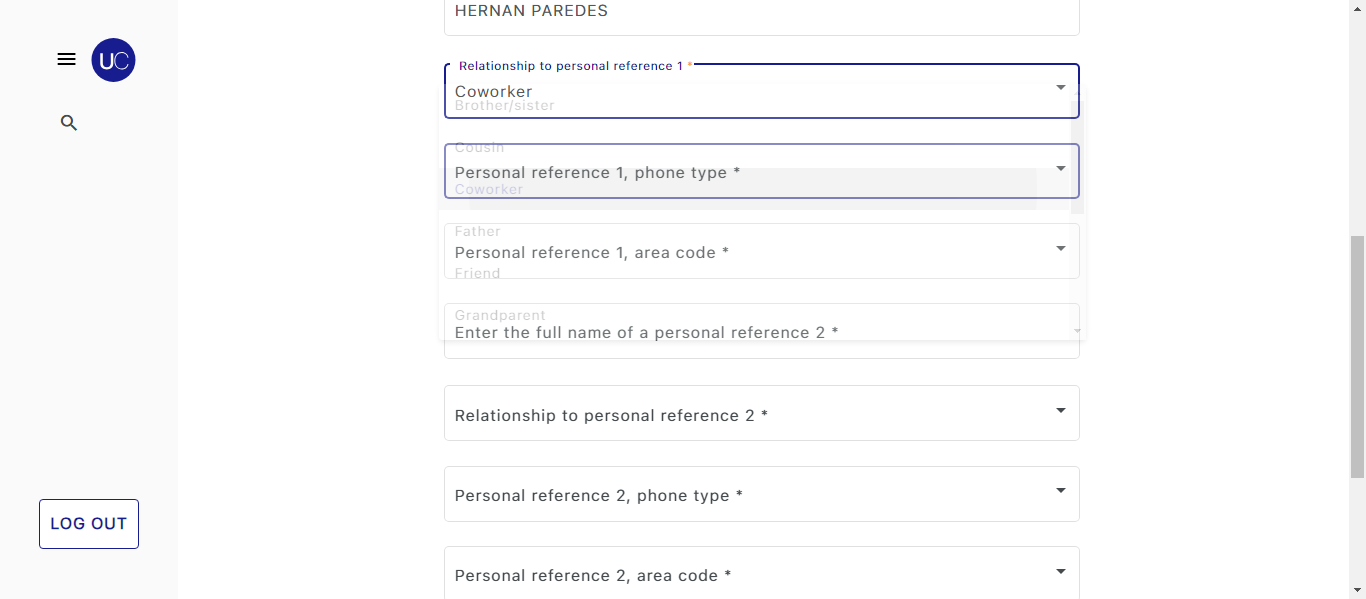 HERNAN PAREDES
UC
Relationship to personal reference 1 *
Coworker
Brother/sister
Cousin
Personal reference 1, phone type *
Coworker
Father
Personal reference 1, area code *
Friend
Grandparent
Enter the full name of a personal reference 2 *
Relationship to personal reference 2 *
Personal reference 2, phone type *
LOG OUT
Personal reference 2, area code *